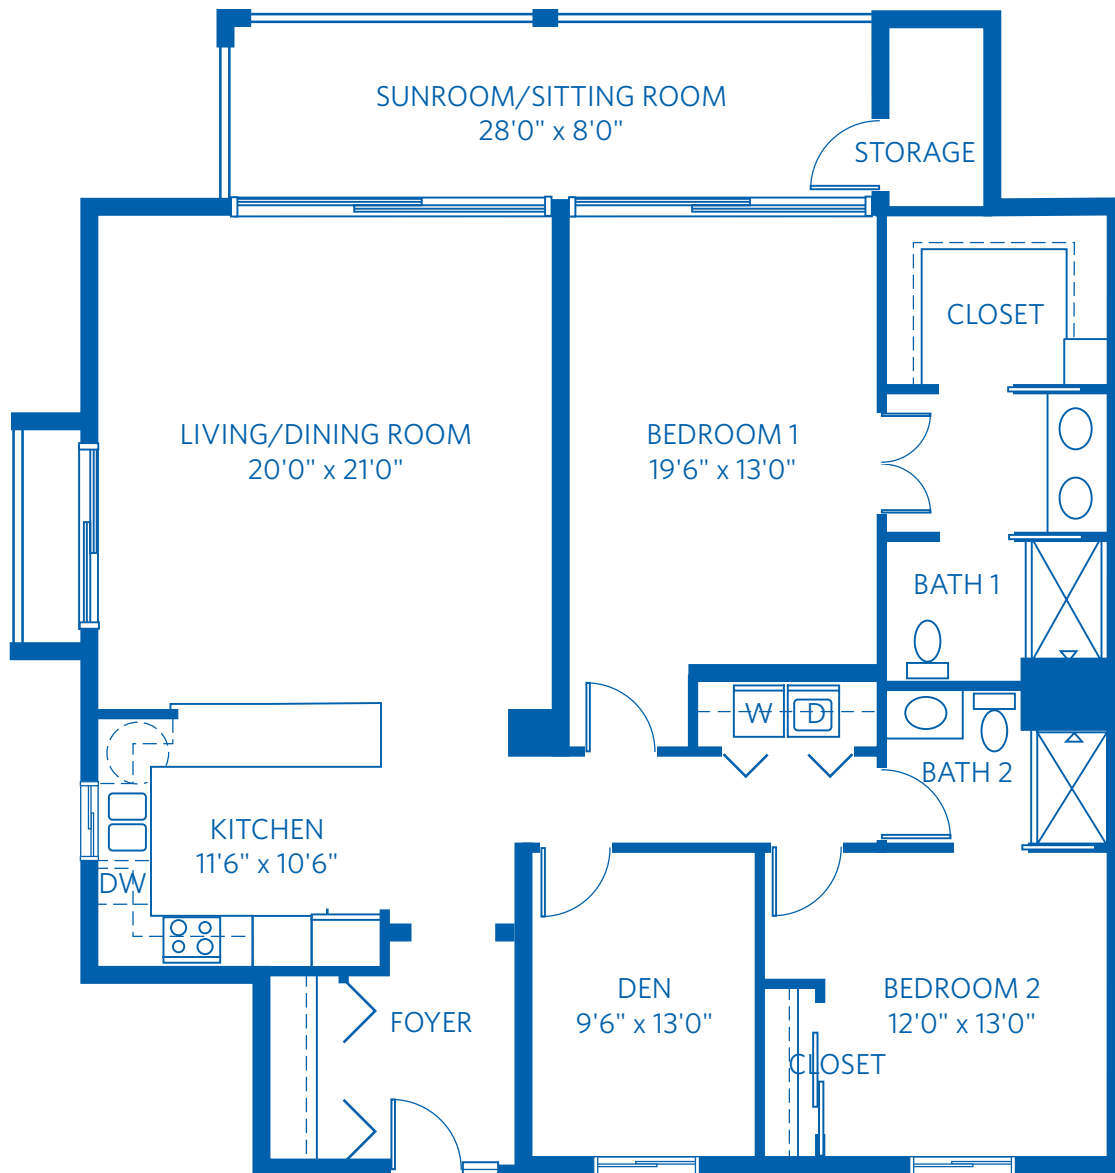 SUNROOM/SITTING ROOM
28'0" x 8'0"
STORAGE
CLOSET
LIVING/DINING ROOM
20'0" x 21'0"
BEDROOM 1
19'6" x 13'0"
BATH 1
W
D
BATH 2
KITCHEN
11'6" x 10'6"
DW
DEN
9'6" x 13'0"
BEDROOM 2
12'0" x 13'0"
FOYER
CLOSET